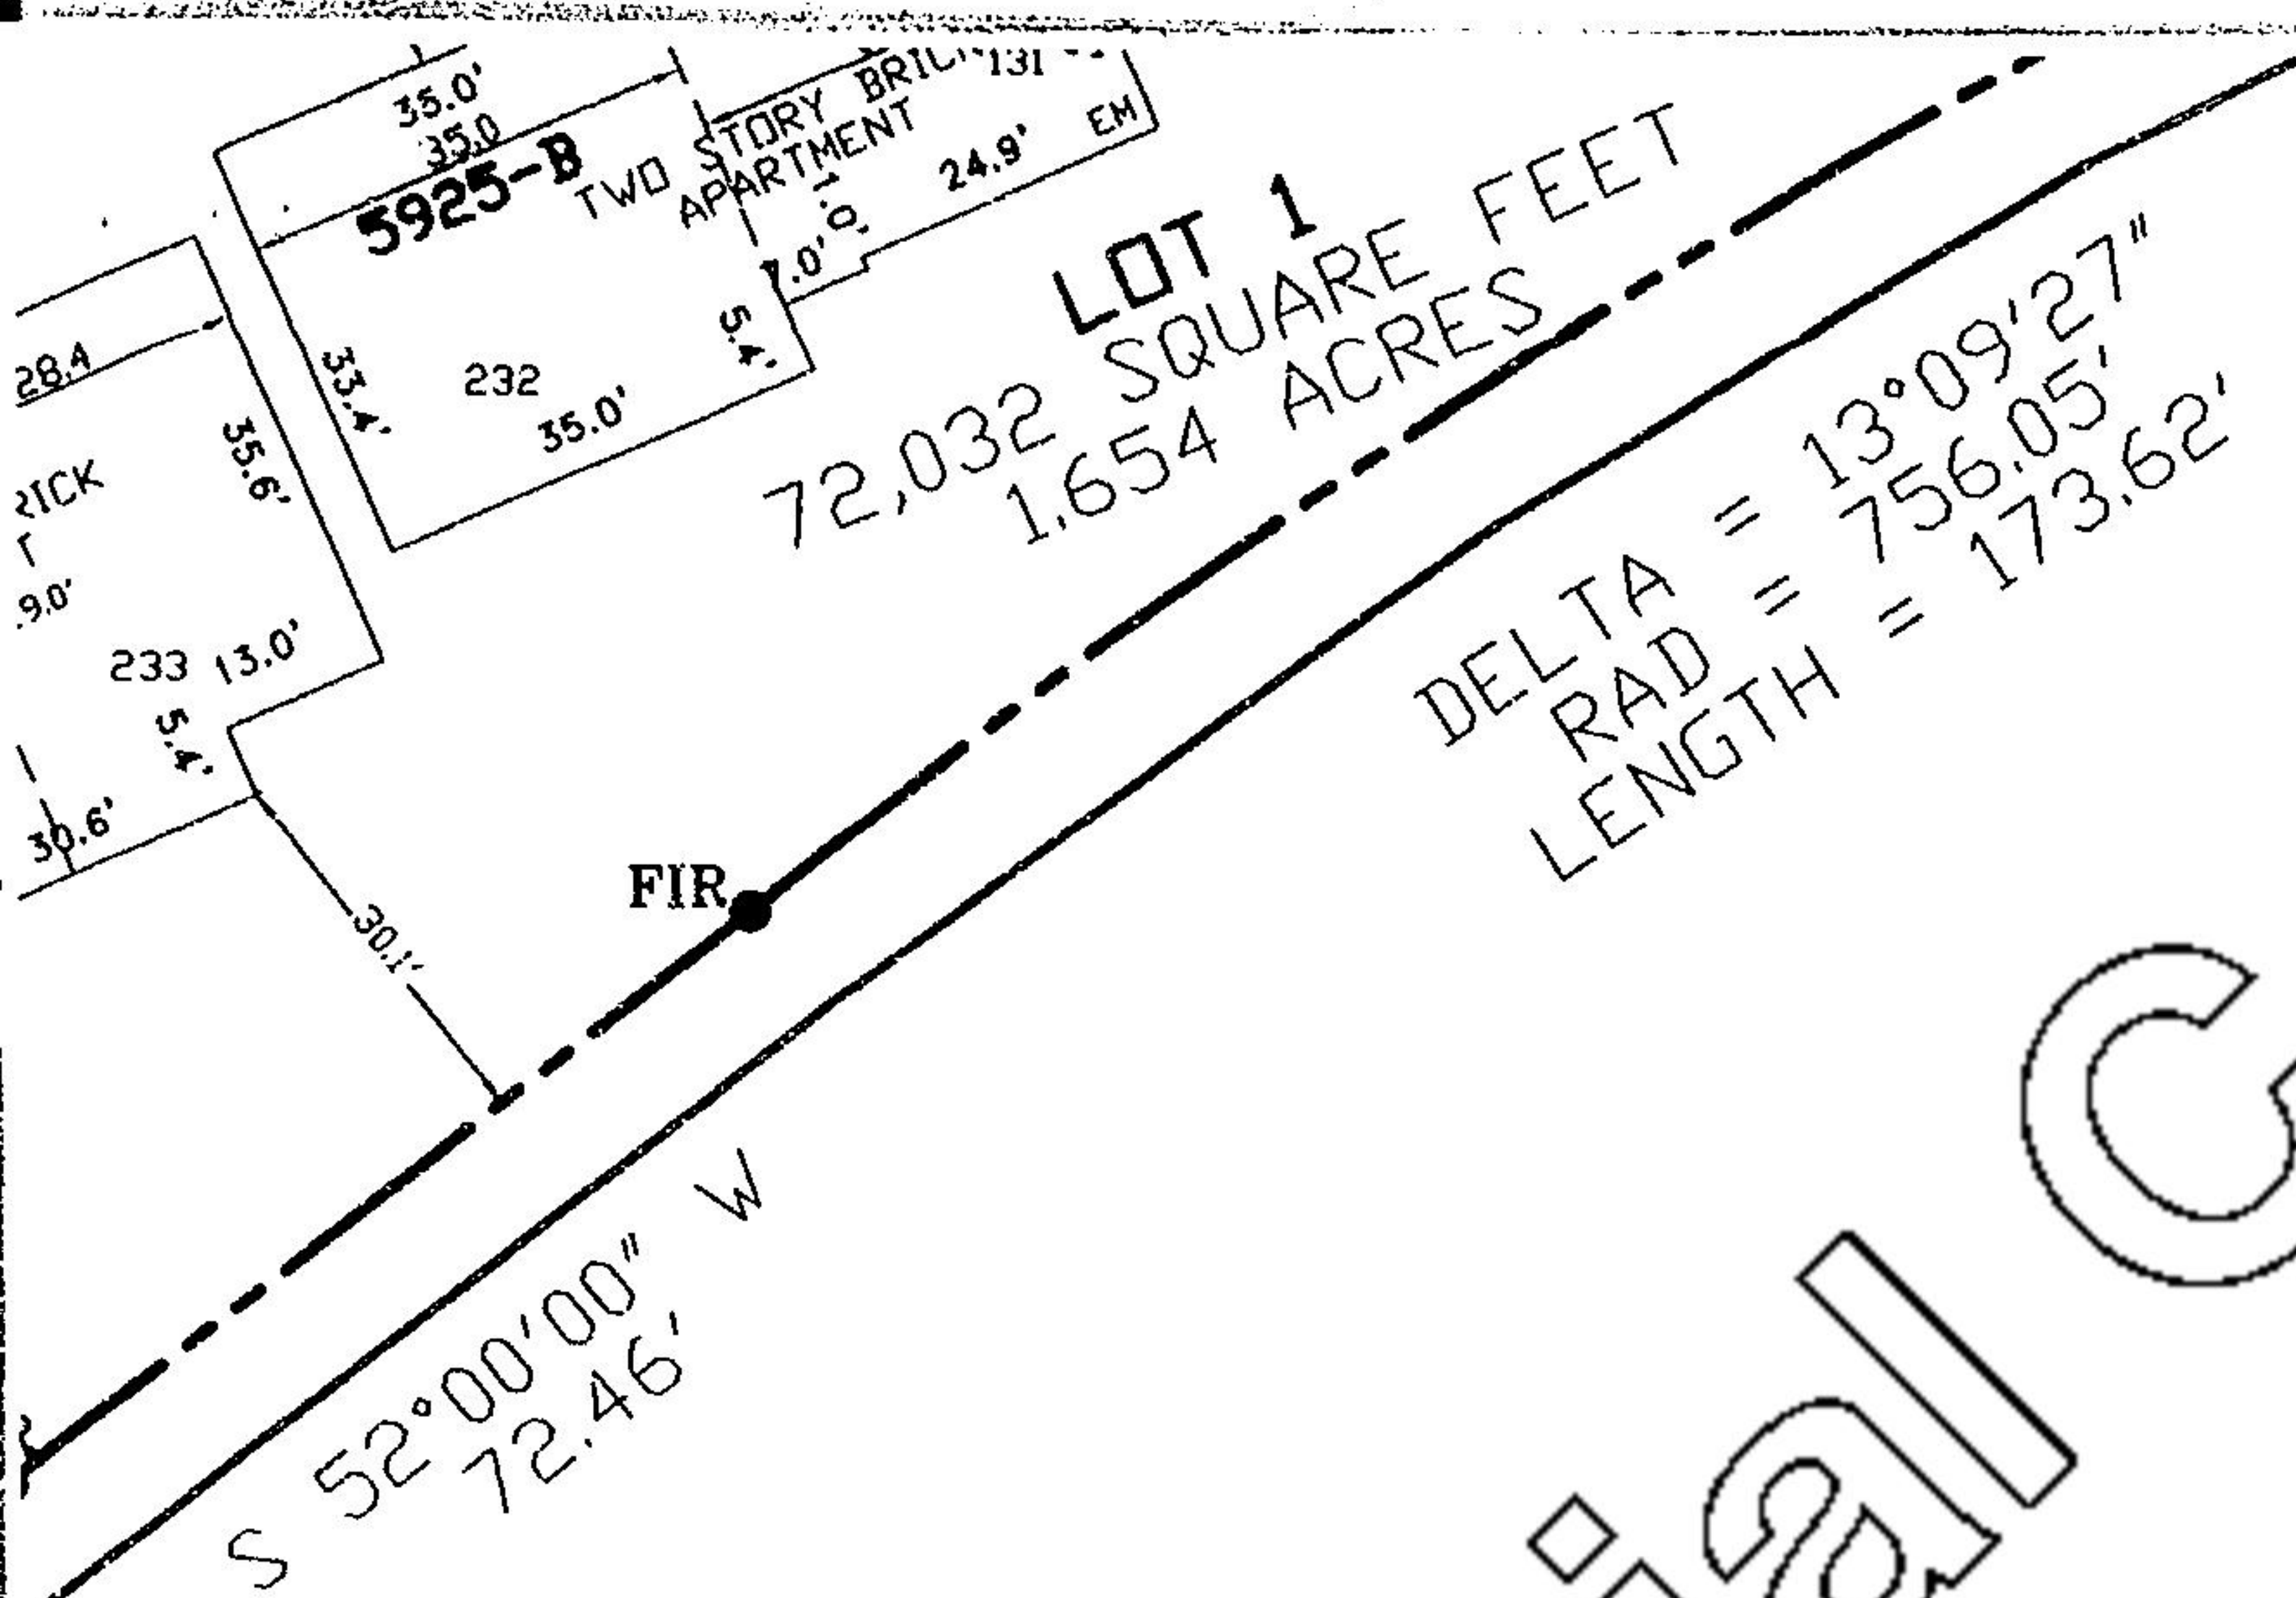 35.0'
35.0
5925-B
TWO STORY
APARTMENT
131
EM
24.9'
1.0'
7.0'
5.4'
33.4'
232
35.0'
28.4
35.6'
9.0'
233
13.0'
5.4'
30.6'
30.1'
LOT 1
72,032 SQUARE FEET
1.654 ACRES
DELTA = 13°09'27"
RAD = 756.05'
LENGTH = 173.62'
FIR
S 52°00'00" W
72.46'